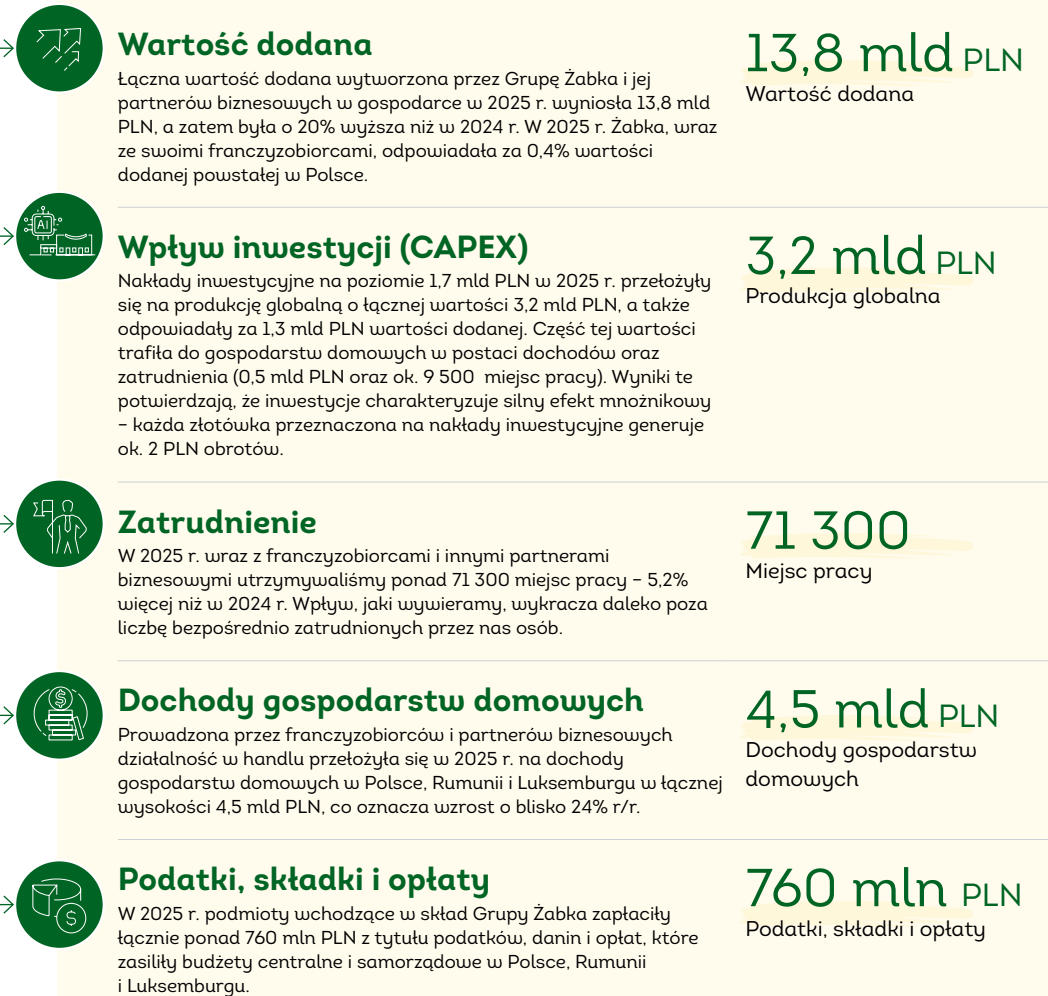 Wartość dodana
Łączna wartość dodana wytworzona przez Grupę Żabka i jej
partnerów biznesowych w gospodarce w 2025 r. wyniosła 13,8 mld
PLN, a zatem była o 20% wyższa niż w 2024 r. W 2025 r. Żabka, wraz
ze swoimi franczyzobiorcami, odpowiadała za 0,4% wartości
dodanej powstałej w Polsce.
13,8 mld PLN
Wartość dodana
AI
Wpływ inwestycji (CAPEX)
Nakłady inwestycyjne na poziomie 1,7 mld PLN w 2025 r. przełożyły
się na produkcję globalną o łącznej wartości 3,2 mld PLN, a także
odpowiadały za 1,3 mld PLN wartości dodanej. Część tej wartości
trafiła do gospodarstw domowych w postaci dochodów oraz
zatrudnienia (0,5 mld PLN oraz ok. 9 500 miejsc pracy). Wyniki te
potwierdzają, że inwestycje charakteryzuje silny efekt mnożnikowy
– każda złotówka przeznaczona na nakłady inwestycyjne generuje
ok. 2 PLN obrotów.
3,2 mld PLN
Produkcja globalna
Zatrudnienie
W 2025 r. wraz z franczyzobiorcami i innymi partnerami
biznesowymi utrzymywaliśmy ponad 71 300 miejsc pracy – 5,2%
więcej niż w 2024 r. Wpływ, jaki wywieramy, wykracza daleko poza
liczbę bezpośrednio zatrudnionych przez nas osób.
71 300
Miejsc pracy
$
Dochody gospodarstw domowych
Prowadzona przez franczyzobiorców i partnerów biznesowych
działalność w handlu przełożyła się w 2025 r. na dochody
gospodarstw domowych w Polsce, Rumunii i Luksemburgu w łącznej
wysokości 4,5 mld PLN, co oznacza wzrost o blisko 24% r/r.
4,5 mld PLN
Dochody gospodarstw
domowych
$
Podatki, składki i opłaty
W 2025 r. podmioty wchodzące w skład Grupy Żabka zapłaciły
łącznie ponad 760 mln PLN z tytułu podatków, danin i opłat, które
zasiliły budżety centralne i samorządowe w Polsce, Rumunii
i Luksemburgu.
760 mln PLN
Podatki, składki i opłaty